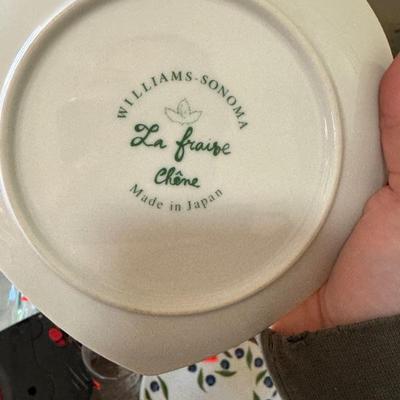 WILLIAMS-SONOMA
La fraise
Chêne
Made in Japan